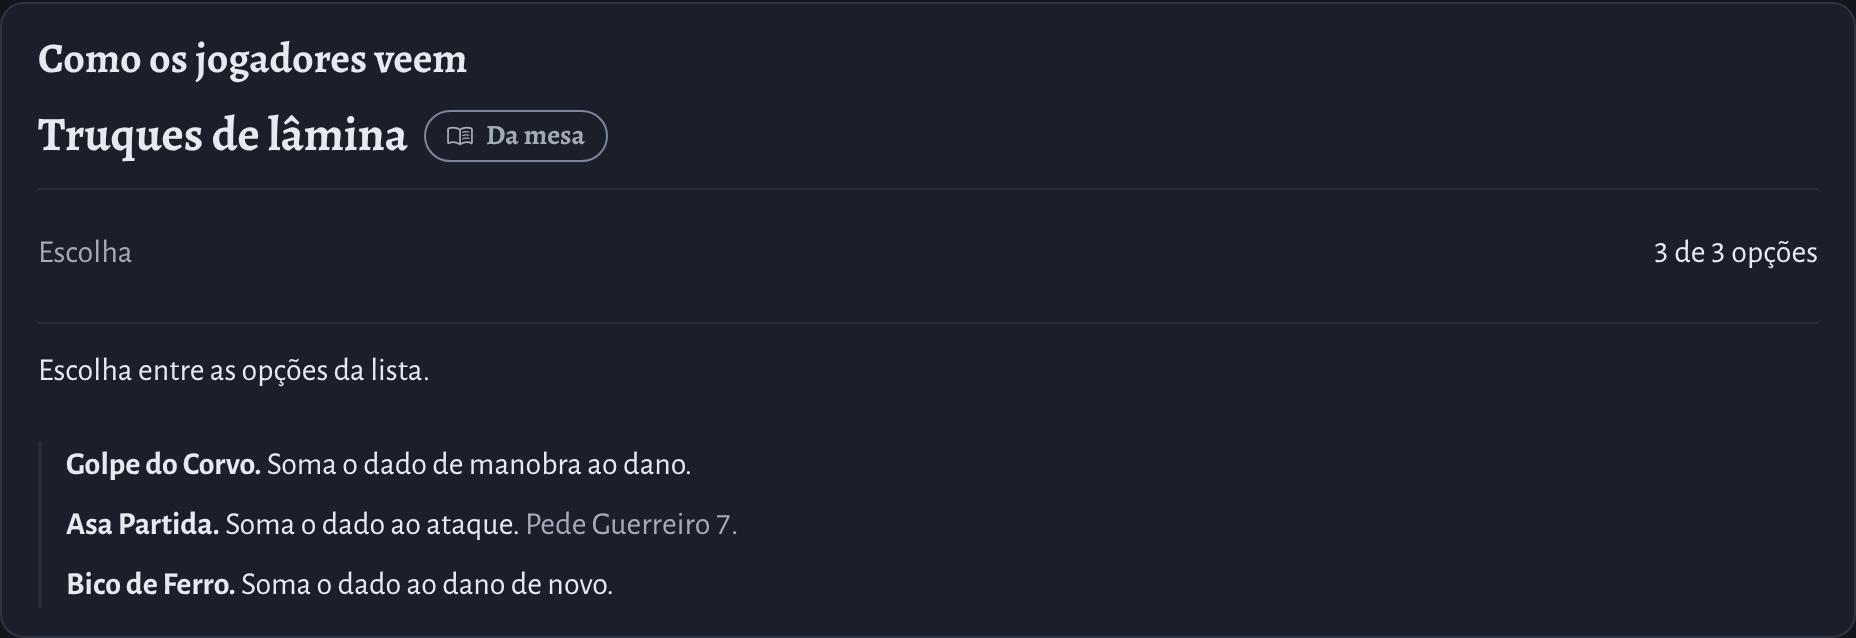 Como os jogadores veem
Truques de lâmina
Da mesa
Escolha
3 de 3 opções
Escolha entre as opções da lista.
Golpe do Corvo. Soma o dado de manobra ao dano.
Asa Partida. Soma o dado ao ataque. Pede Guerreiro 7.
Bico de Ferro. Soma o dado ao dano de novo.